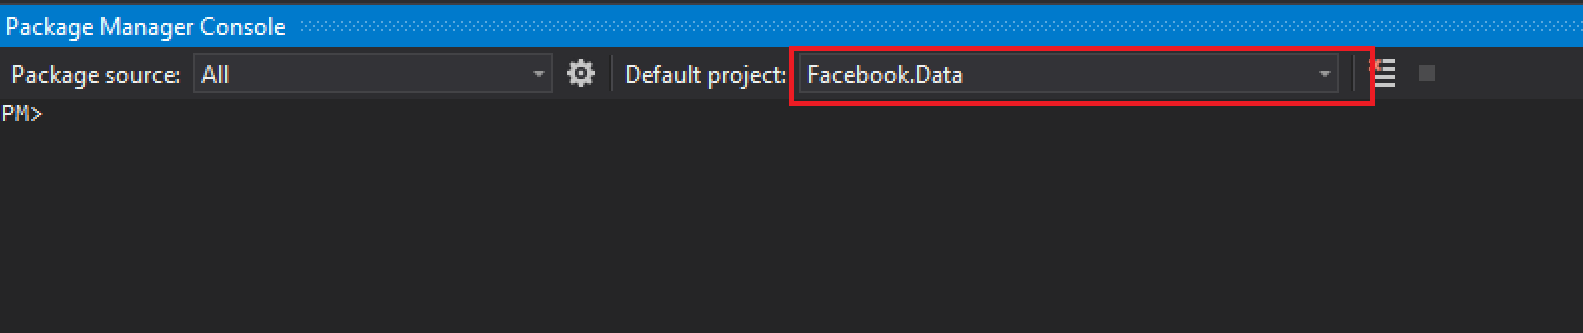 Package Manager Console
Package source: All Default project: Facebook.Data
PM>